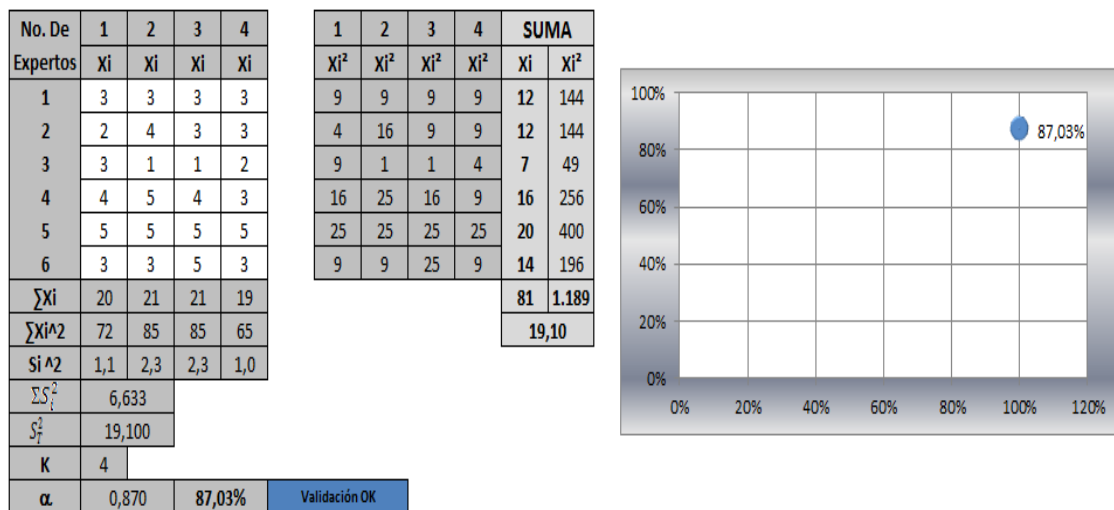 No. De 1 2 3 4
Expertos Xi Xi Xi Xi
1 3 3 3 3
2 2 4 3 3
3 3 1 1 2
4 4 5 4 3
5 5 5 5 5
6 3 3 5 3
∑Xi 20 21 21 19
∑Xi^2 72 85 85 65
Si ^2 1,1 2,3 2,3 1,0
ΣS_i^2 6,633
S_T^2 19,100
K 4
α 0,870 87,03% Validación OK
1 2 3 4 SUMA
Xi² Xi² Xi² Xi² Xi Xi²
9 9 9 9 12 144
4 16 9 9 12 144
9 1 1 4 7 49
16 25 16 9 16 256
25 25 25 25 20 400
9 9 25 9 14 196
81 1.189
19,10
100%
80%
60%
40%
20%
0%
87,03%
0% 20% 40% 60% 80% 100% 120%